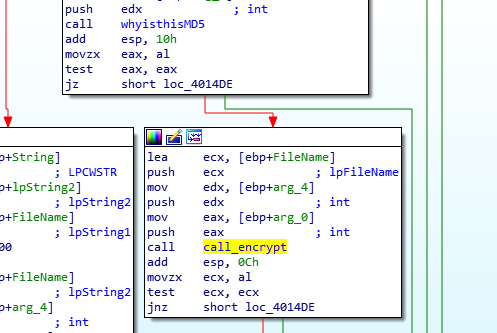 push    edx             ; int
call    whyisthisMD5
add     esp, 10h
movzx   eax, al
test    eax, eax
jz      short loc_4014DE
p+String]
; LPCWSTR
p+lpString2]
; lpString2
p+FileName]
; lpString1
00
p+FileName]
; lpString2
p+arg_4]
; int
lea     ecx, [ebp+FileName]
push    ecx             ; lpFileName
mov     edx, [ebp+arg_4]
push    edx             ; int
mov     eax, [ebp+arg_0]
push    eax             ; int
call    call_encrypt
add     esp, 0Ch
movzx   ecx, al
test    ecx, ecx
jnz     short loc_4014DE